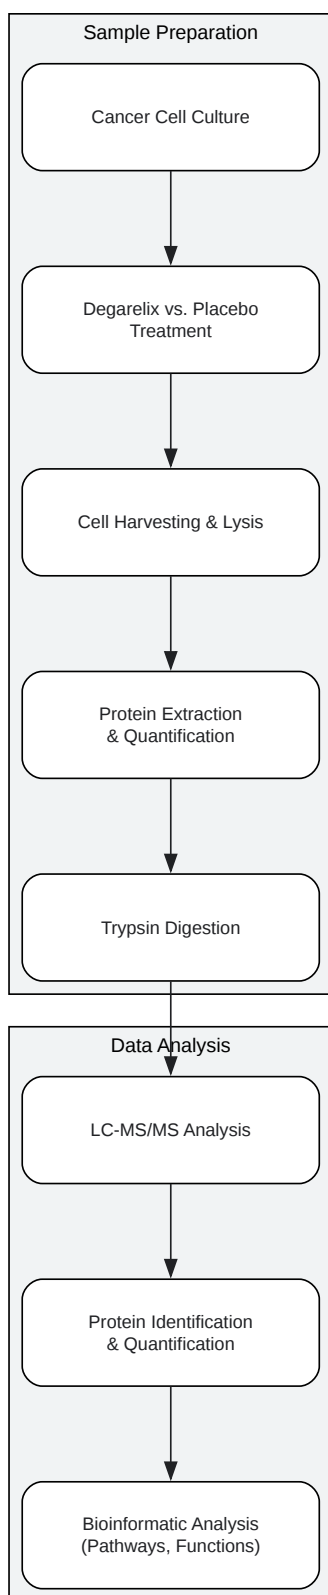 Sample Preparation
Cancer Cell Culture
Degarelix vs. Placebo
Treatment
Cell Harvesting & Lysis
Protein Extraction
& Quantification
Trypsin Digestion
Data Analysis
LC-MS/MS Analysis
Protein Identification
& Quantification
Bioinformatic Analysis
(Pathways, Functions)